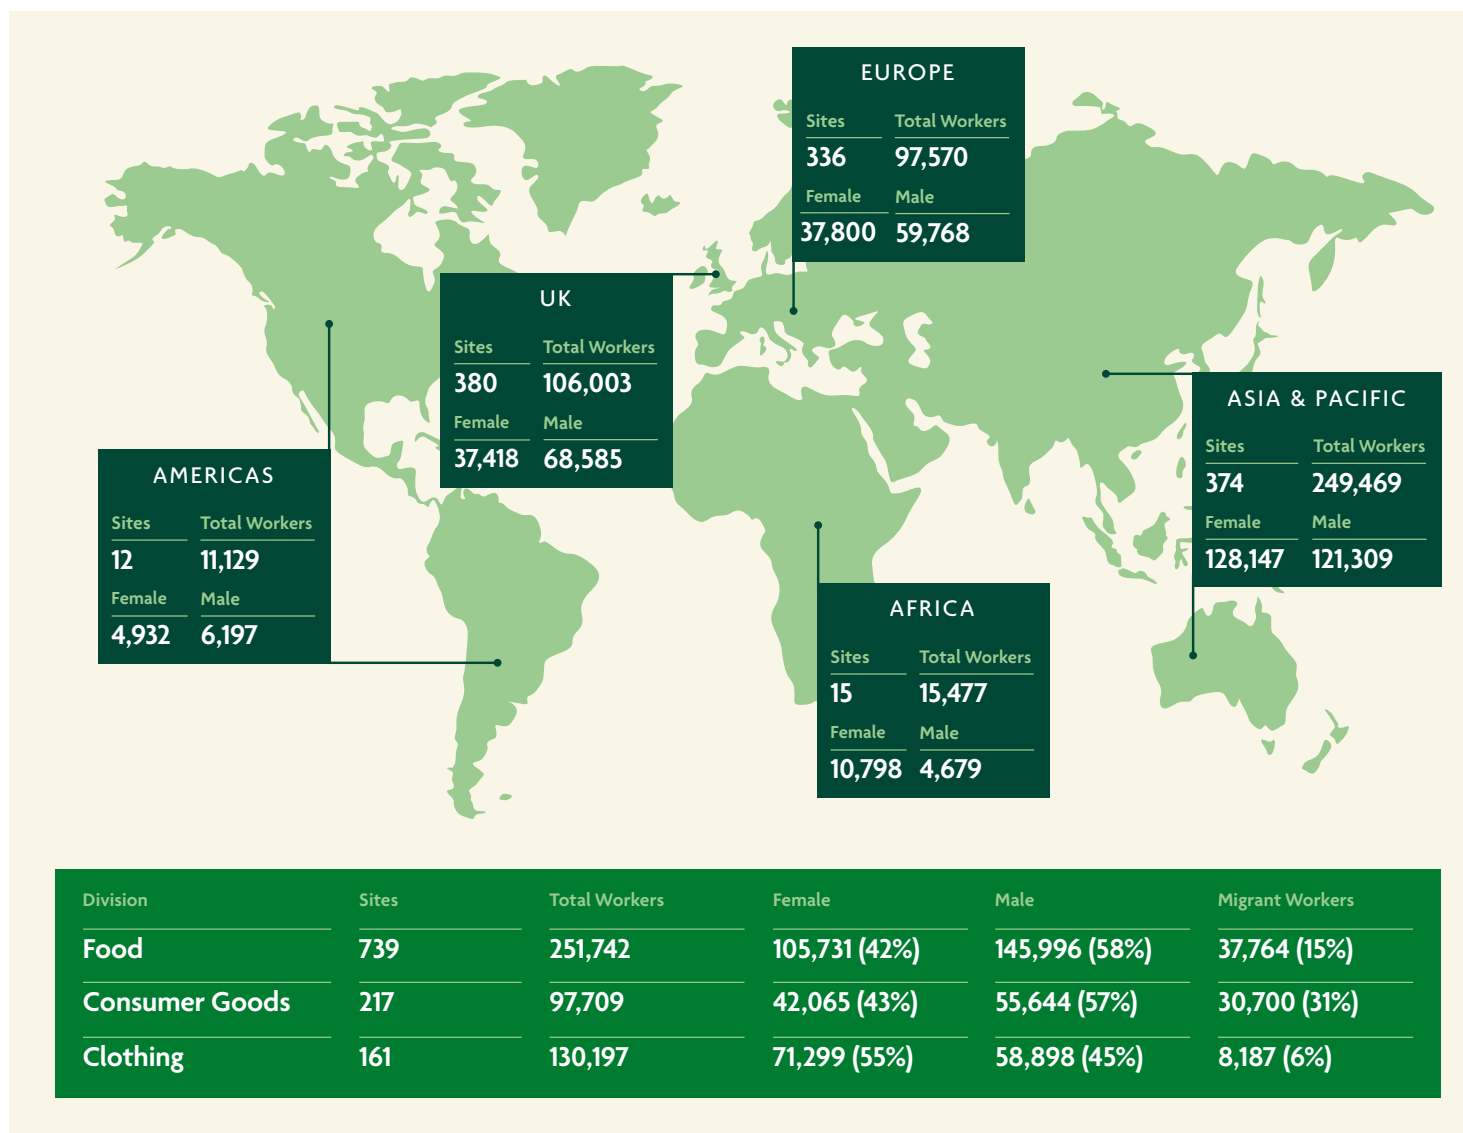 EUROPE
Sites Total Workers
336 97,570
Female Male
37,800 59,768
UK
Sites Total Workers
380 106,003
Female Male
37,418 68,585
ASIA & PACIFIC
Sites Total Workers
374 249,469
Female Male
128,147 121,309
AMERICAS
Sites Total Workers
12 11,129
Female Male
4,932 6,197
AFRICA
Sites Total Workers
15 15,477
Female Male
10,798 4,679
Division Sites Total Workers Female Male Migrant Workers
Food 739 251,742 105,731 (42%) 145,996 (58%) 37,764 (15%)
Consumer Goods 217 97,709 42,065 (43%) 55,644 (57%) 30,700 (31%)
Clothing 161 130,197 71,299 (55%) 58,898 (45%) 8,187 (6%)